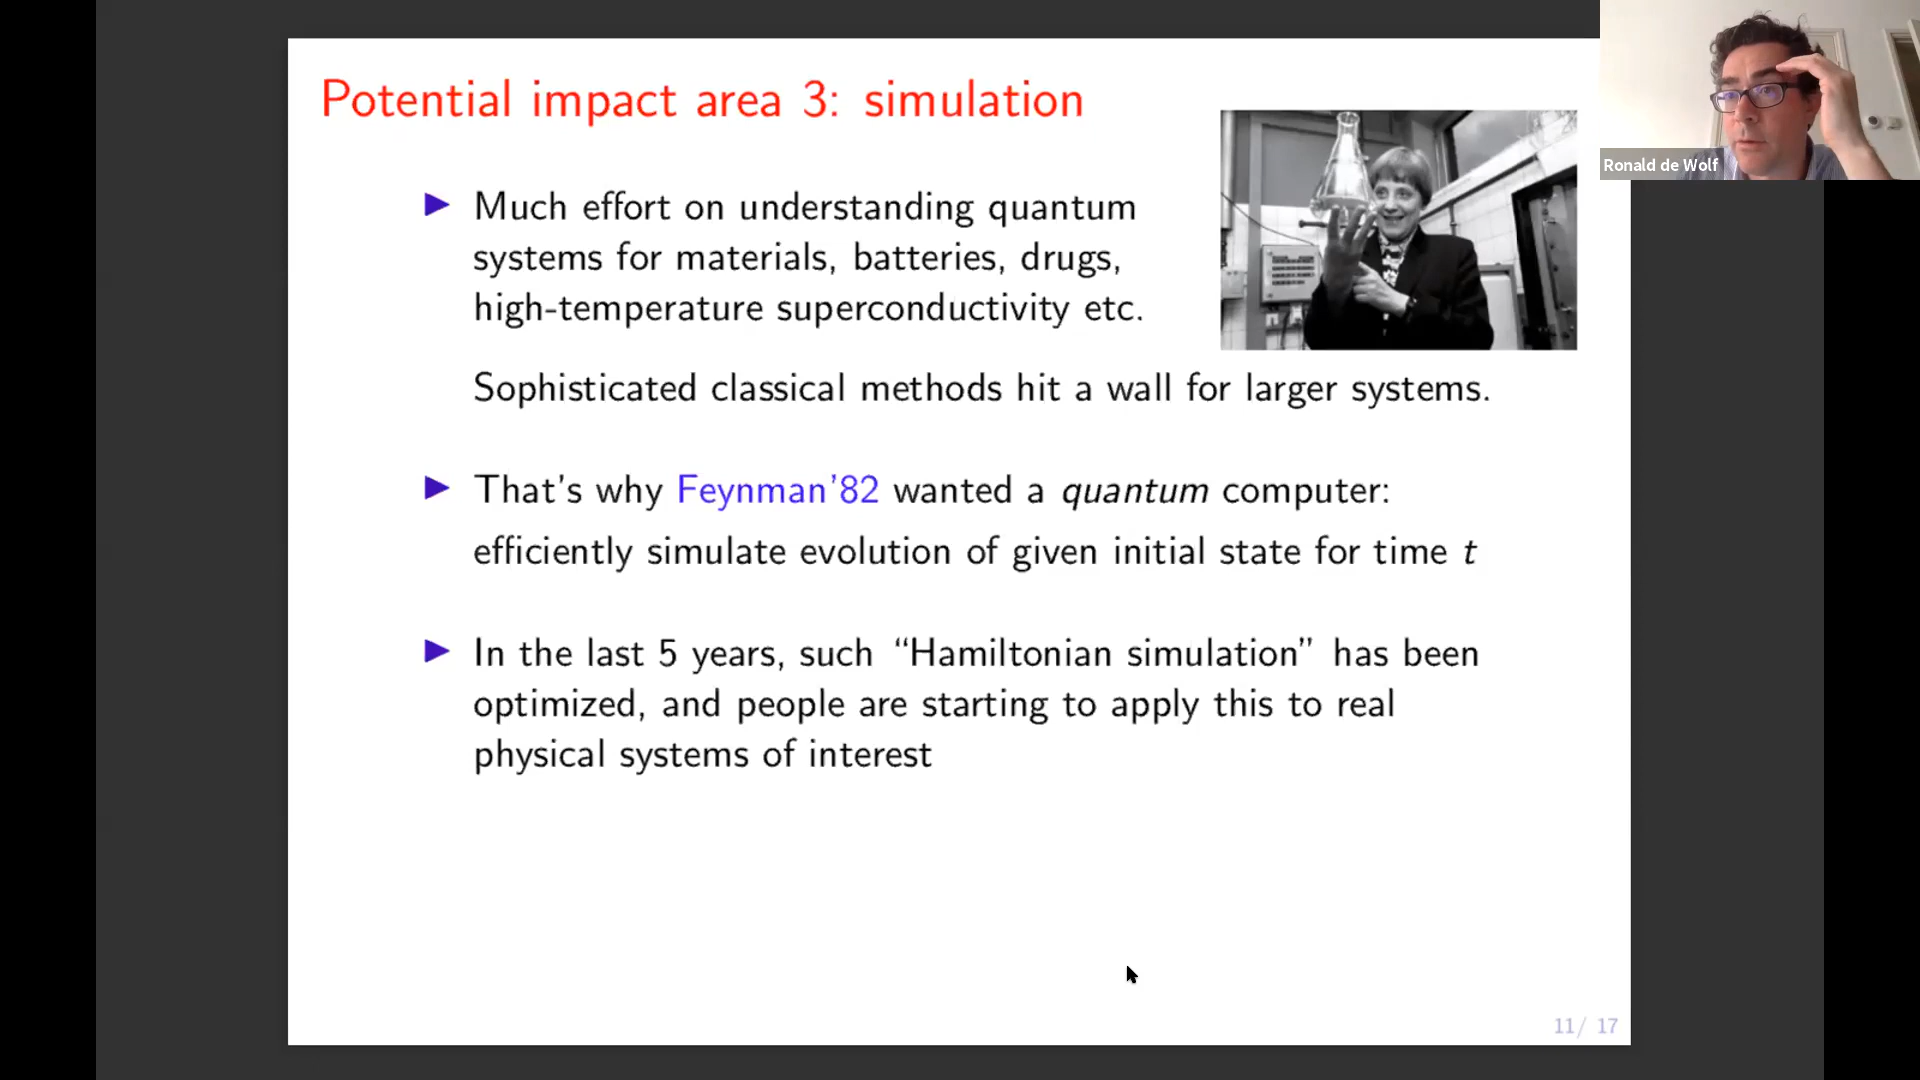 Potential impact area 3: simulation
Ronald de Wolf
▶ Much effort on understanding quantum
systems for materials, batteries, drugs,
high-temperature superconductivity etc.
Sophisticated classical methods hit a wall for larger systems.
▶ That's why Feynman'82 wanted a quantum computer:
efficiently simulate evolution of given initial state for time t
▶ In the last 5 years, such “Hamiltonian simulation” has been
optimized, and people are starting to apply this to real
physical systems of interest
11/ 17